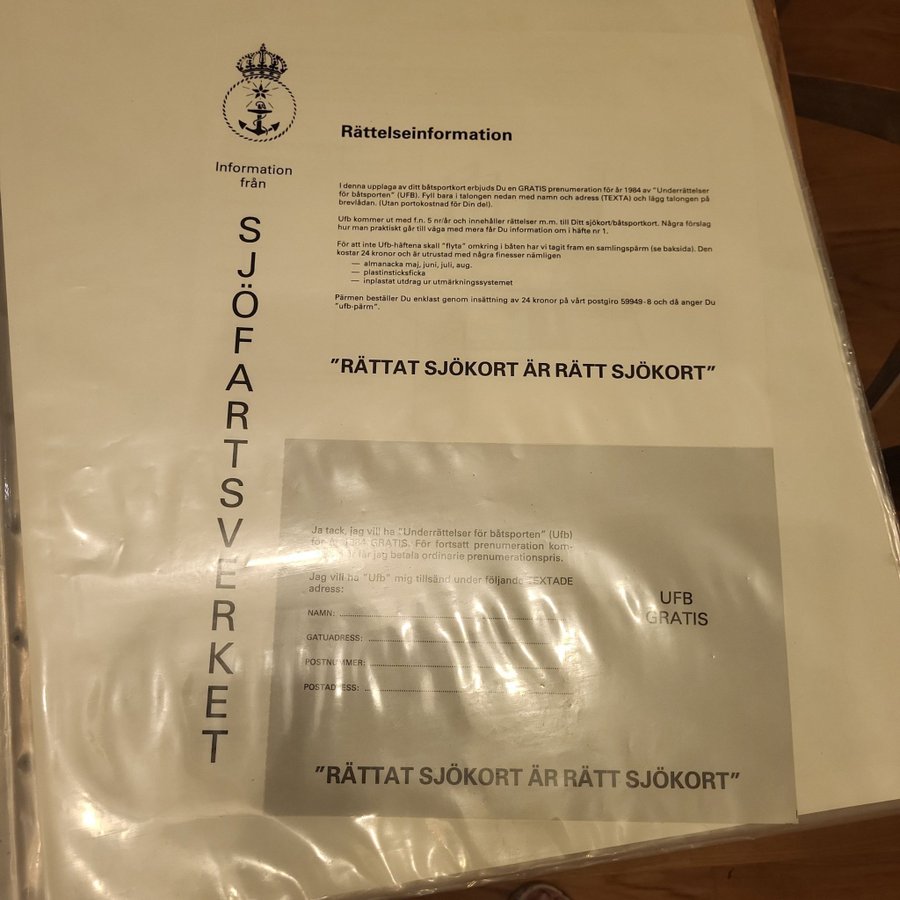 Information
från
SJÖFARTSVERKET
Rättelseinformation
I denna upplaga av ditt båtsportkort erbjuds Du en GRATIS prenumeration för år 1984 av "Underrättelser
för båtsporten" (UFB). Fyll bara i talongen nedan med namn och adress (TEXTA) och lägg talongen på
brevlådan. (Utan portokostnad för Din del).
Ufb kommer ut med f.n. 5 nr/år och innehåller rättelser m.m. till Ditt sjökort/båtsportkort. Några förslag
hur man praktiskt går till väga med mera får Du information om i häfte nr 1.
För att inte Ufb-häftena skall "flyta" omkring i båten har vi tagit fram en samlingspärm (se baksida). Den
kostar 24 kronor och är utrustad med några finesser nämligen
— almanacka maj, juni, juli, aug.
— plastinsticksficka
— inplastat utdrag ur utmärkningssystemet
Pärmen beställer Du enklast genom insättning av 24 kronor på vårt postgiro 59949-8 och då anger Du
"ufb-pärm".
"RÄTTAT SJÖKORT ÄR RÄTT SJÖKORT"
Ja tack, jag vill ha "Underrättelser för båtsporten" (Ufb)
för 1984 GRATIS. För fortsatt prenumeration kom-
år får jag betala ordinarie prenumerationspris.
Jag vill ha "Ufb" mig tillsänd under följande TEXTADE
adress:
NAMN:
GATUADRESS:
POSTNUMMER:
POSTADRESS:
UFB
GRATIS
"RÄTTAT SJÖKORT ÄR RÄTT SJÖKORT"